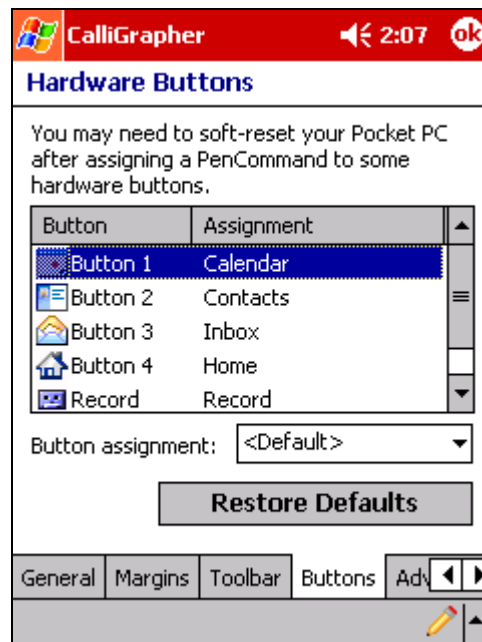 CalliGrapher 2:07 ok
Hardware Buttons
You may need to soft-reset your Pocket PC
after assigning a PenCommand to some
hardware buttons.
Button Assignment
Button 1 Calendar
Button 2 Contacts
Button 3 Inbox
Button 4 Home
Record Record
Button assignment: <Default>
Restore Defaults
General Margins Toolbar Buttons Adv